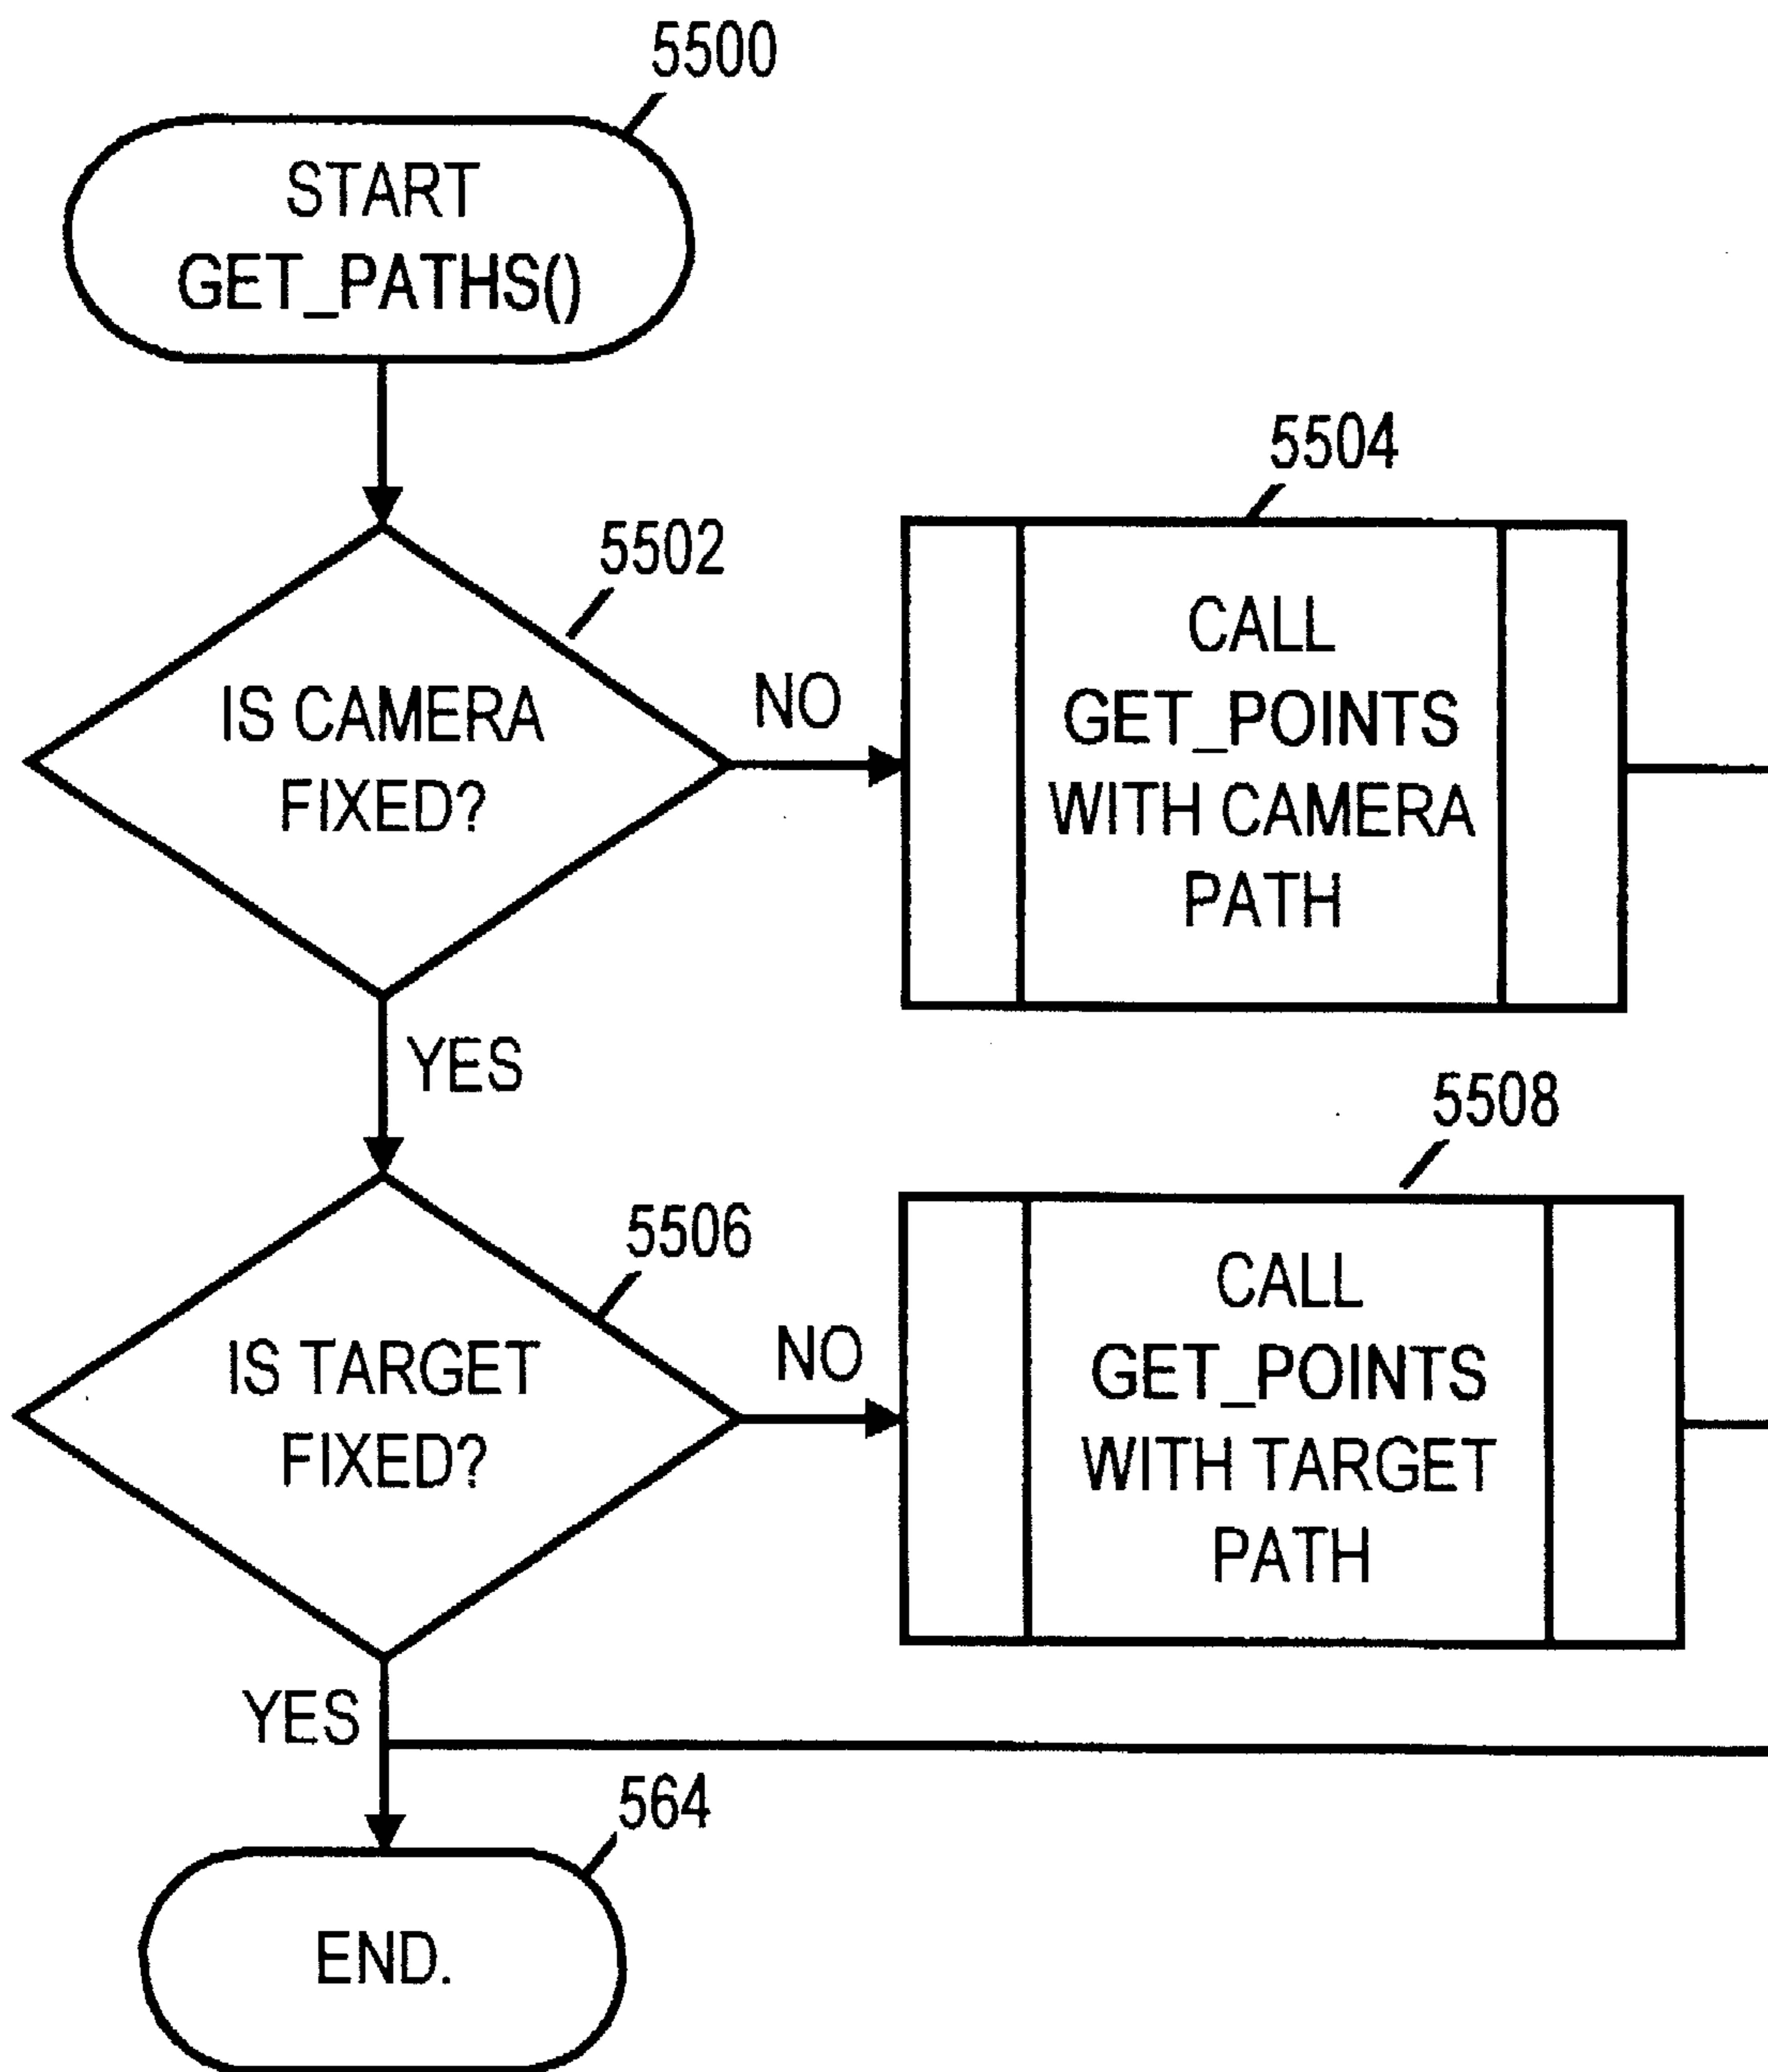 5500
START
GET_PATHS()
5504
5502
CALL
GET_POINTS
WITH CAMERA
PATH
NO
IS CAMERA
FIXED?
YES
5508
5506
CALL
GET_POINTS
WITH TARGET
PATH
NO
IS TARGET
FIXED?
YES
564
END.